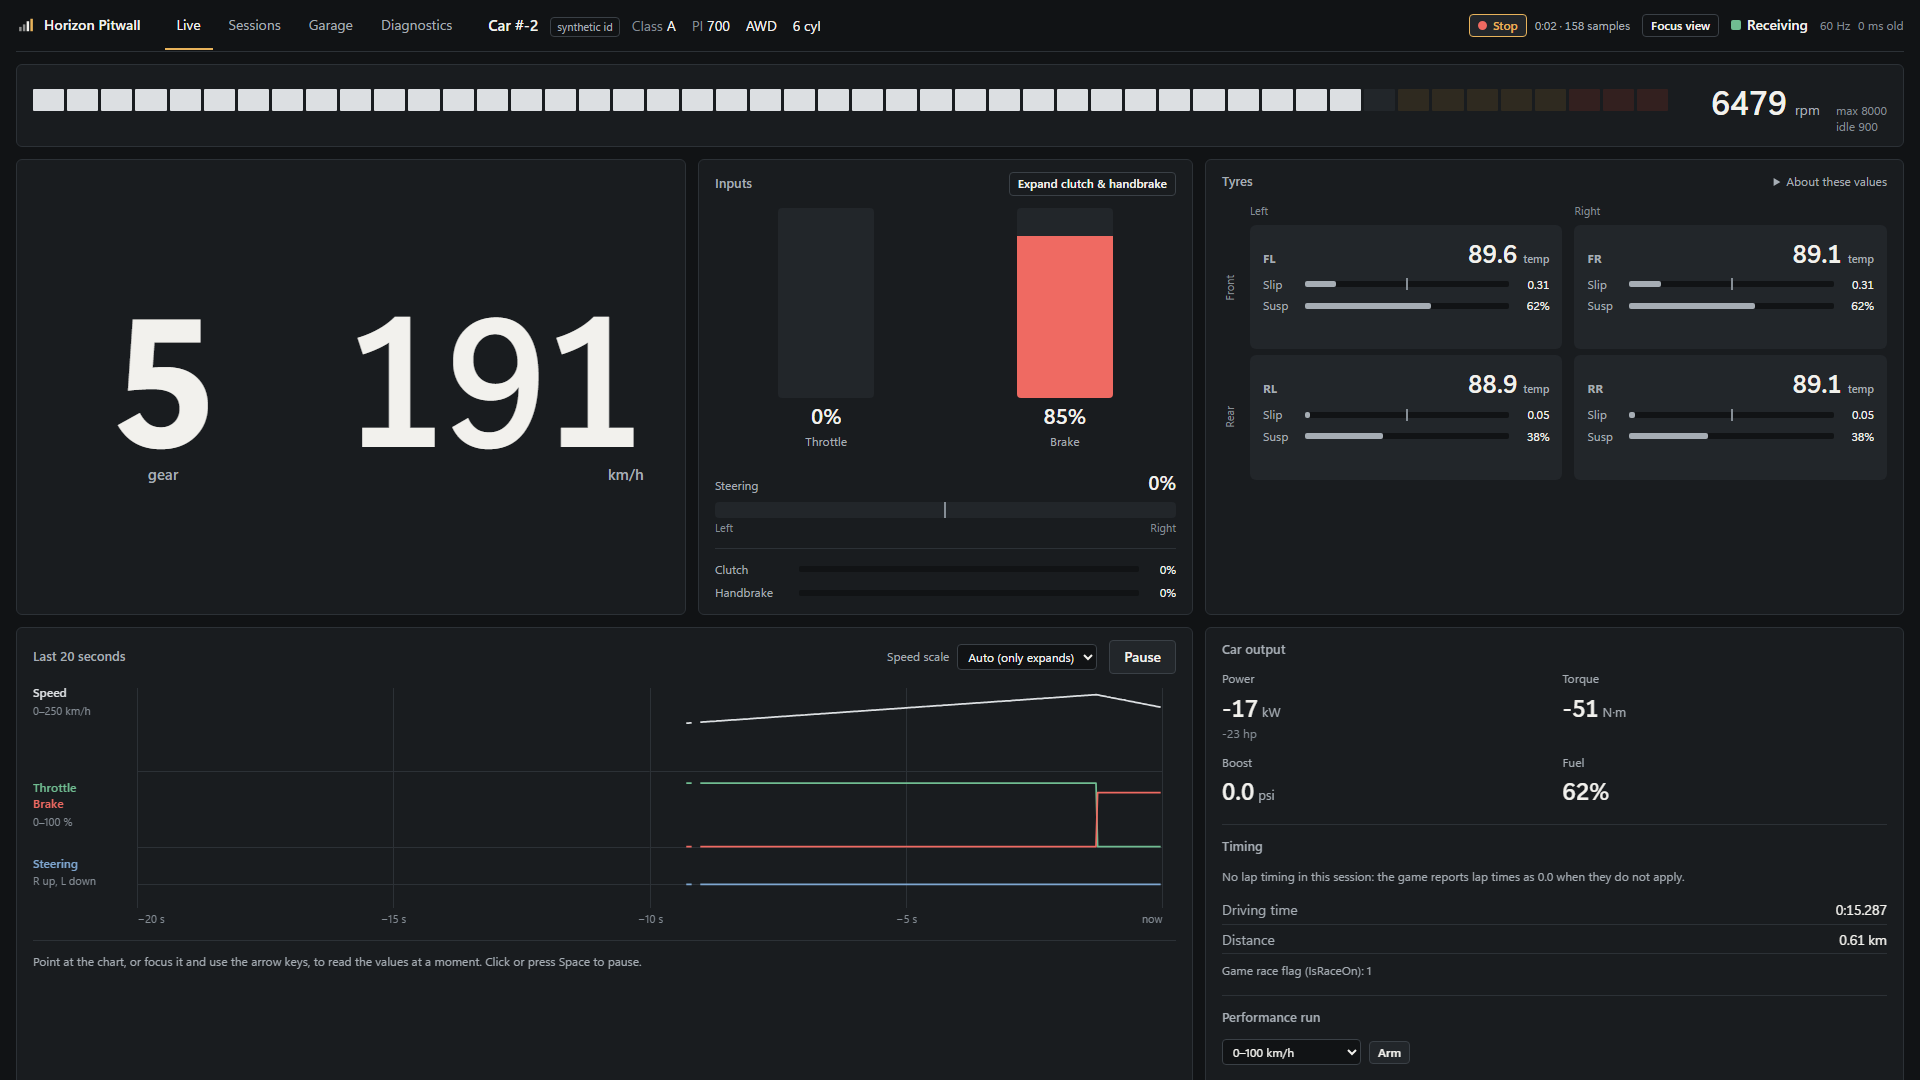 Horizon Pitwall Live Sessions Garage Diagnostics Car #-2 synthetic id Class A PI 700 AWD 6 cyl Stop 0:02 · 158 samples Focus view Receiving 60 Hz 0 ms old
6479 rpm max 8000
idle 900
5 191
gear km/h
Inputs Expand clutch & handbrake
0% 85%
Throttle Brake
Steering 0%
Left Right
Clutch 0%
Handbrake 0%
Tyres ▶ About these values
Left Right
Front
FL 89.6 temp
Slip 0.31
Susp 62%
FR 89.1 temp
Slip 0.31
Susp 62%
Rear
RL 88.9 temp
Slip 0.05
Susp 38%
RR 89.1 temp
Slip 0.05
Susp 38%
Last 20 seconds Speed scale Auto (only expands) Pause
Speed
0–250 km/h
Throttle
Brake
0–100 %
Steering
R up, L down
−20 s −15 s −10 s −5 s now
Point at the chart, or focus it and use the arrow keys, to read the values at a moment. Click or press Space to pause.
Car output
Power Torque
-17 kW -51 N·m
-23 hp
Boost Fuel
0.0 psi 62%
Timing
No lap timing in this session: the game reports lap times as 0.0 when they do not apply.
Driving time 0:15.287
Distance 0.61 km
Game race flag (IsRaceOn): 1
Performance run
0–100 km/h Arm